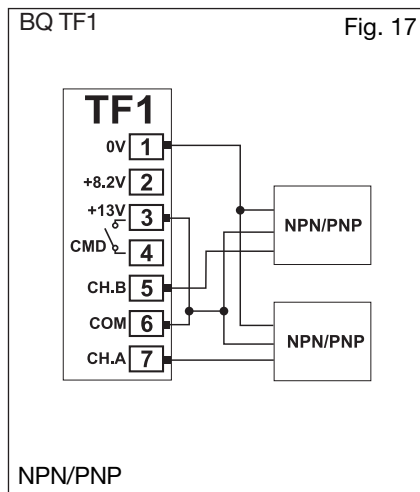 BQ TF1
Fig. 17
TF1
0V 1
+8.2V 2
+13V 3
CMD 4
CH.B 5
COM 6
CH.A 7
NPN/PNP
NPN/PNP
NPN/PNP